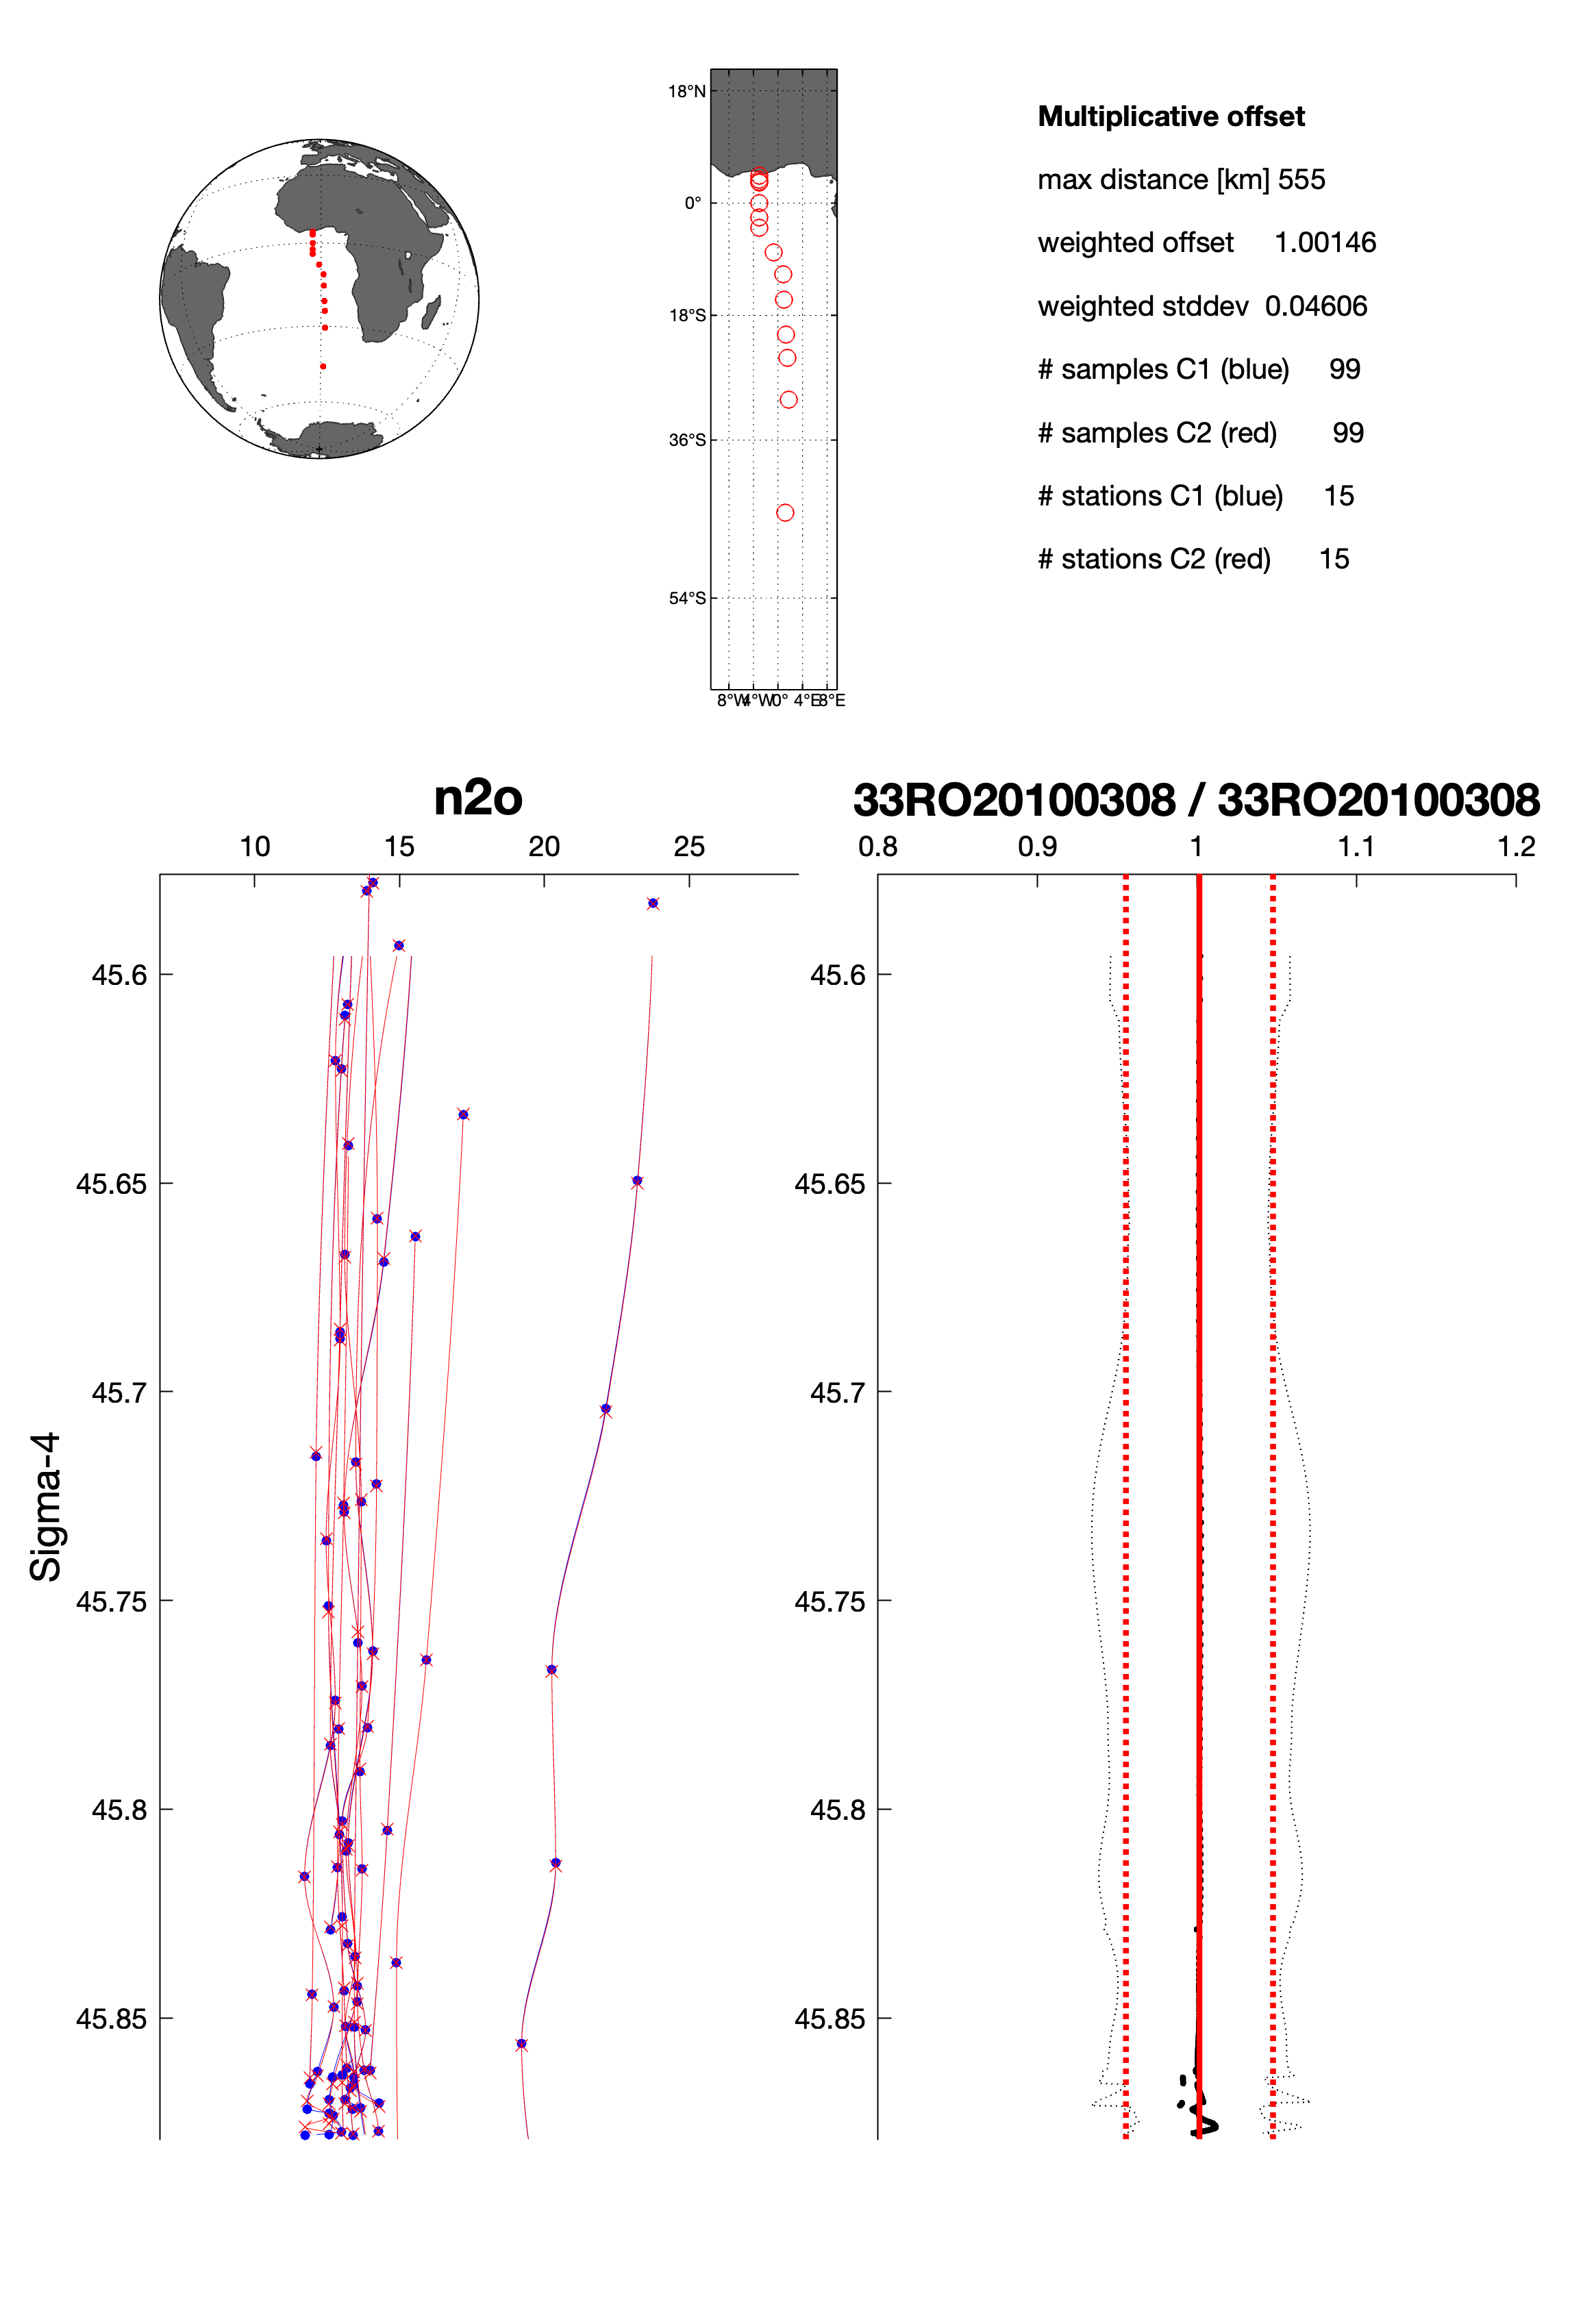 18°N
0°
18°S
36°S
54°S
8°W 4°W 0° 4°E 8°E
Multiplicative offset
max distance [km] 555
weighted offset 1.00146
weighted stddev 0.04606
# samples C1 (blue) 99
# samples C2 (red) 99
# stations C1 (blue) 15
# stations C2 (red) 15
n2o
10 15 20 25
45.6
45.65
45.7
45.75
45.8
45.85
Sigma-4
33RO20100308 / 33RO20100308
0.8 0.9 1 1.1 1.2
45.6
45.65
45.7
45.75
45.8
45.85